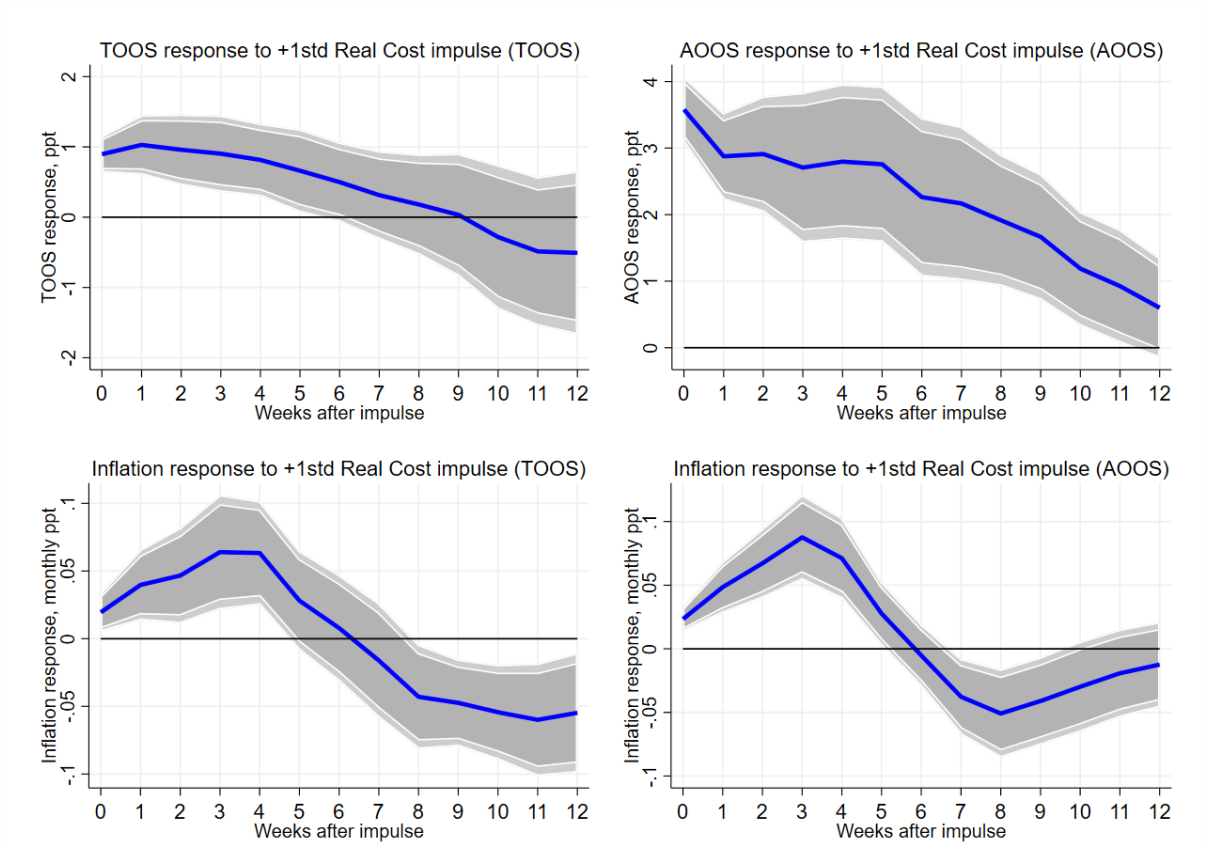 TOOS response to +1std Real Cost impulse (TOOS)
TOOS response, ppt
2
1
0
-1
-2
0 1 2 3 4 5 6 7 8 9 10 11 12
Weeks after impulse
AOOS response to +1std Real Cost impulse (AOOS)
AOOS response, ppt
4
3
2
1
0
0 1 2 3 4 5 6 7 8 9 10 11 12
Weeks after impulse
Inflation response to +1std Real Cost impulse (TOOS)
Inflation response, monthly ppt
.1
.05
0
-.05
-.1
0 1 2 3 4 5 6 7 8 9 10 11 12
Weeks after impulse
Inflation response to +1std Real Cost impulse (AOOS)
Inflation response, monthly ppt
.1
.05
0
-.05
-.1
0 1 2 3 4 5 6 7 8 9 10 11 12
Weeks after impulse